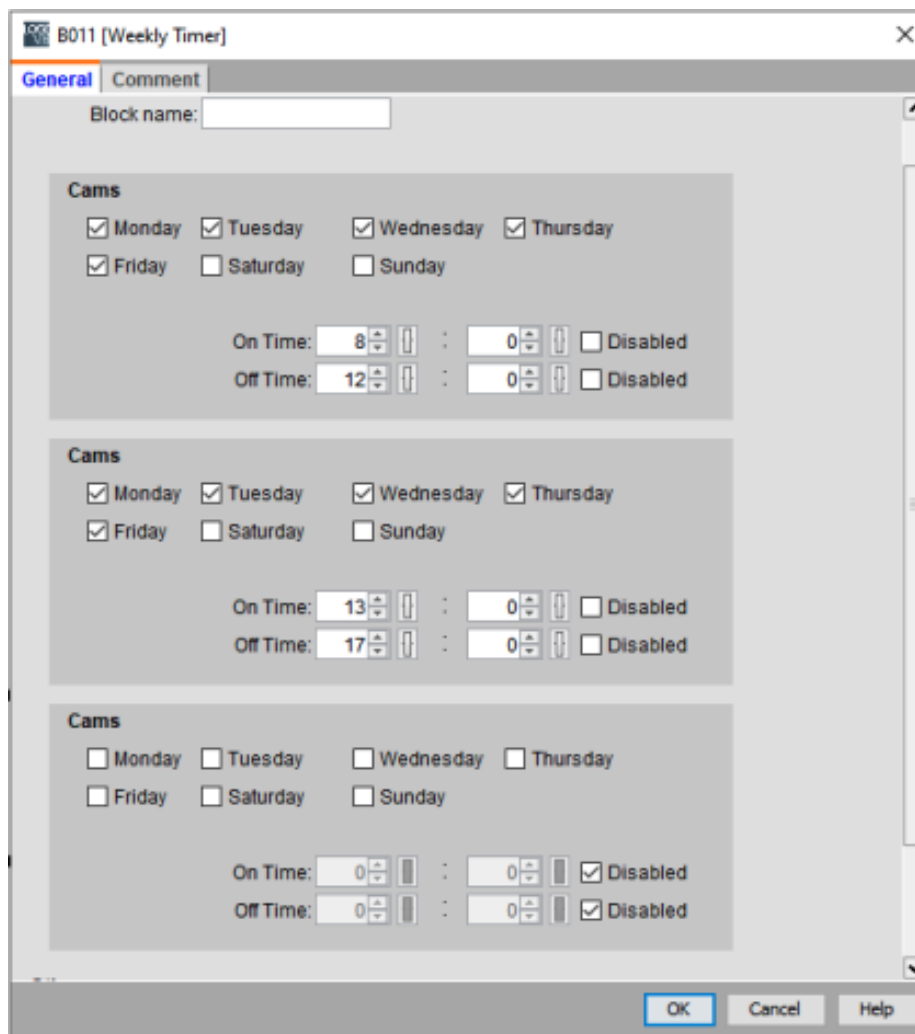 B011 [Weekly Timer]
General Comment
Block name:
Cams
Monday Tuesday Wednesday Thursday
Friday Saturday Sunday
On Time: 8 : 0 Disabled
Off Time: 12 : 0 Disabled
Cams
Monday Tuesday Wednesday Thursday
Friday Saturday Sunday
On Time: 13 : 0 Disabled
Off Time: 17 : 0 Disabled
Cams
Monday Tuesday Wednesday Thursday
Friday Saturday Sunday
On Time: 0 : 0 Disabled
Off Time: 0 : 0 Disabled
OK Cancel Help